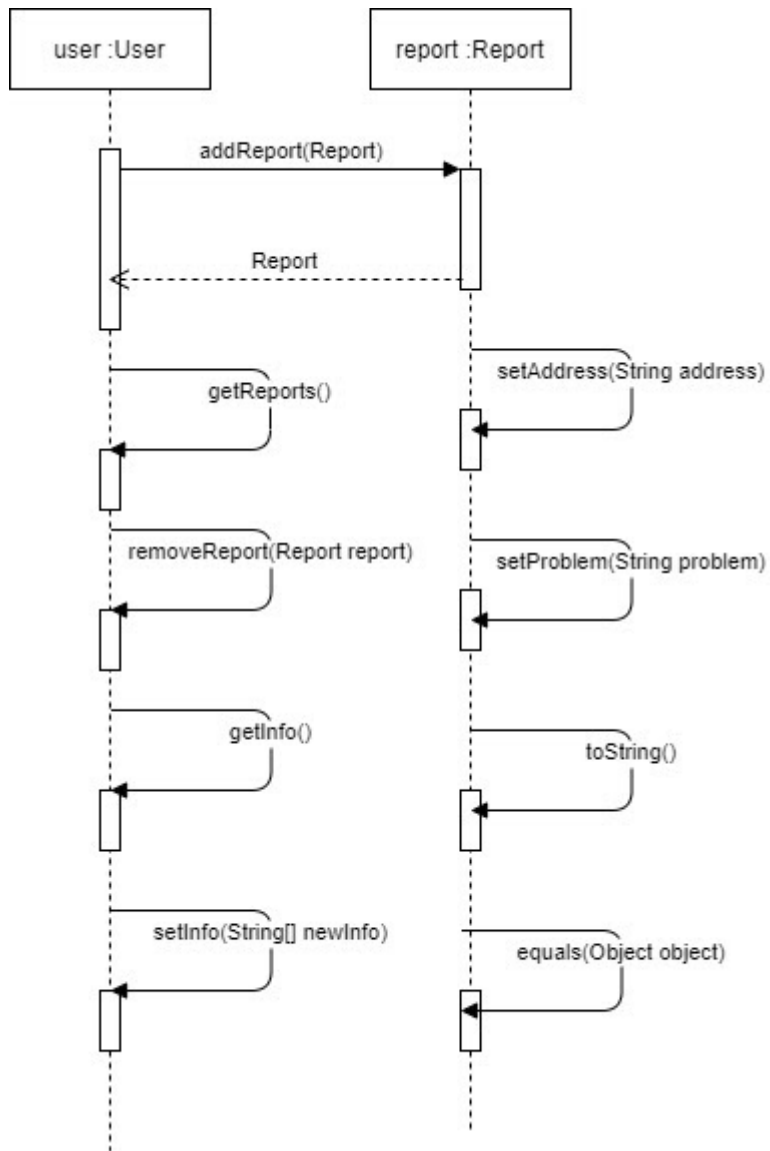 user :User
report :Report
addReport(Report)
Report
setAddress(String address)
getReports()
removeReport(Report report)
setProblem(String problem)
getInfo()
toString()
setInfo(String[] newInfo)
equals(Object object)